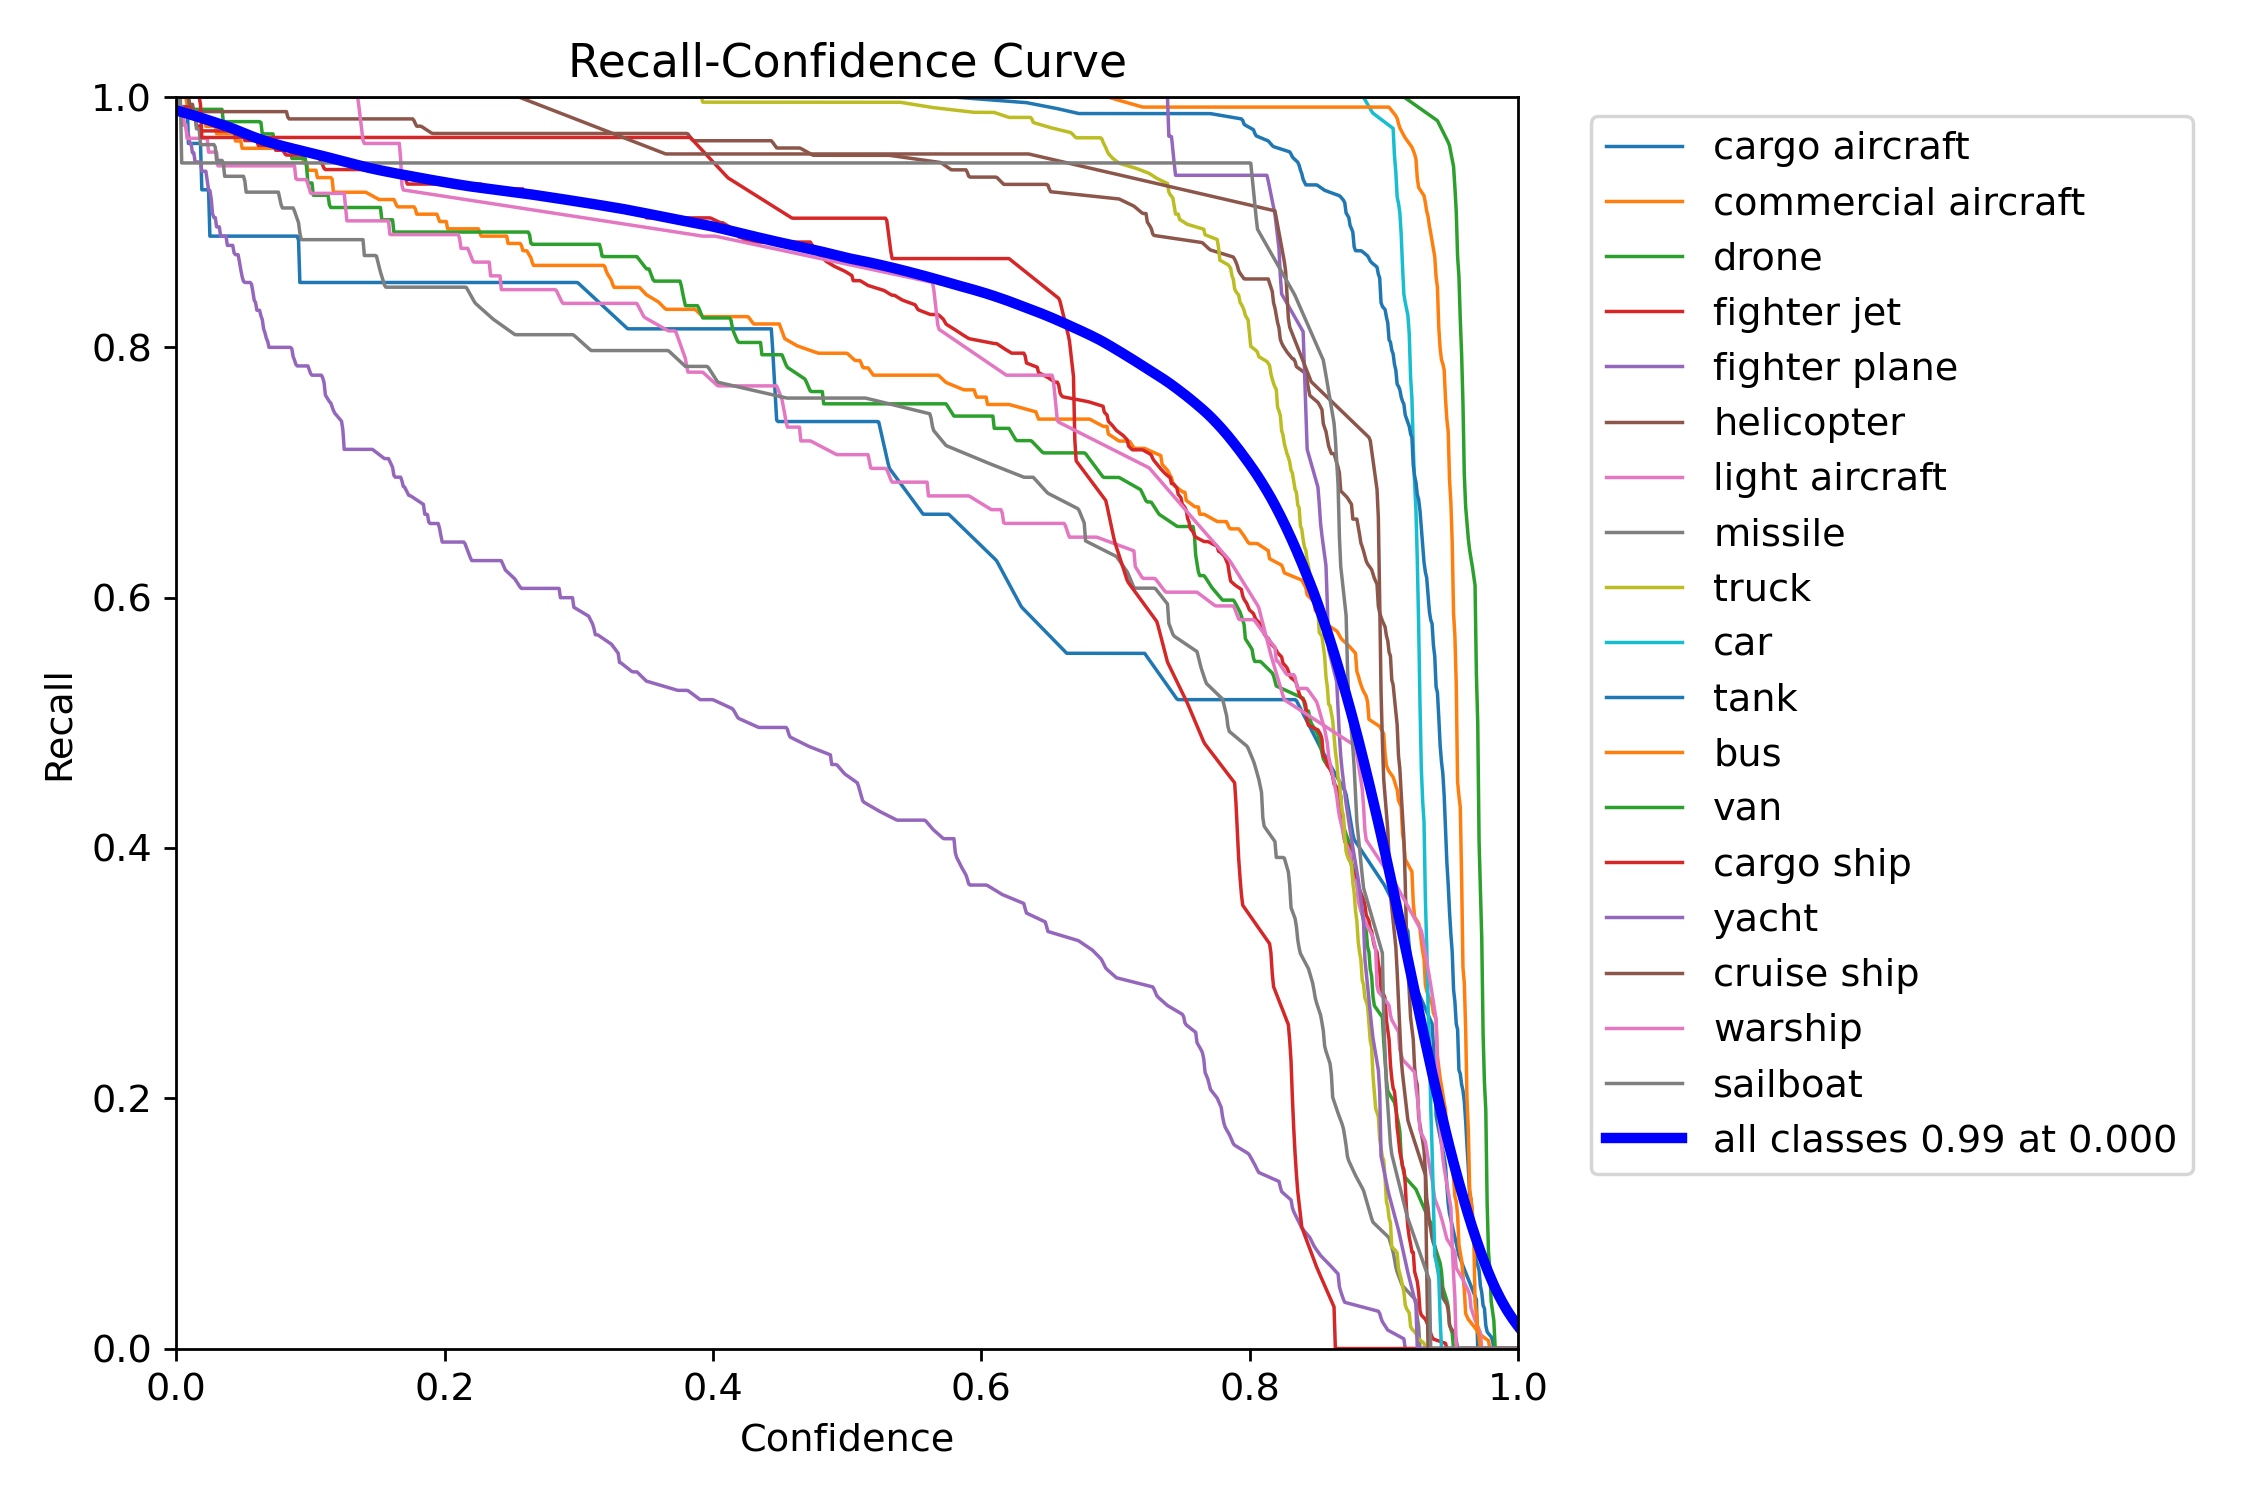 Recall-Confidence Curve
1.0
0.8
0.6
0.4
0.2
0.0
Recall
0.0 0.2 0.4 0.6 0.8 1.0
Confidence
cargo aircraft
commercial aircraft
drone
fighter jet
fighter plane
helicopter
light aircraft
missile
truck
car
tank
bus
van
cargo ship
yacht
cruise ship
warship
sailboat
all classes 0.99 at 0.000